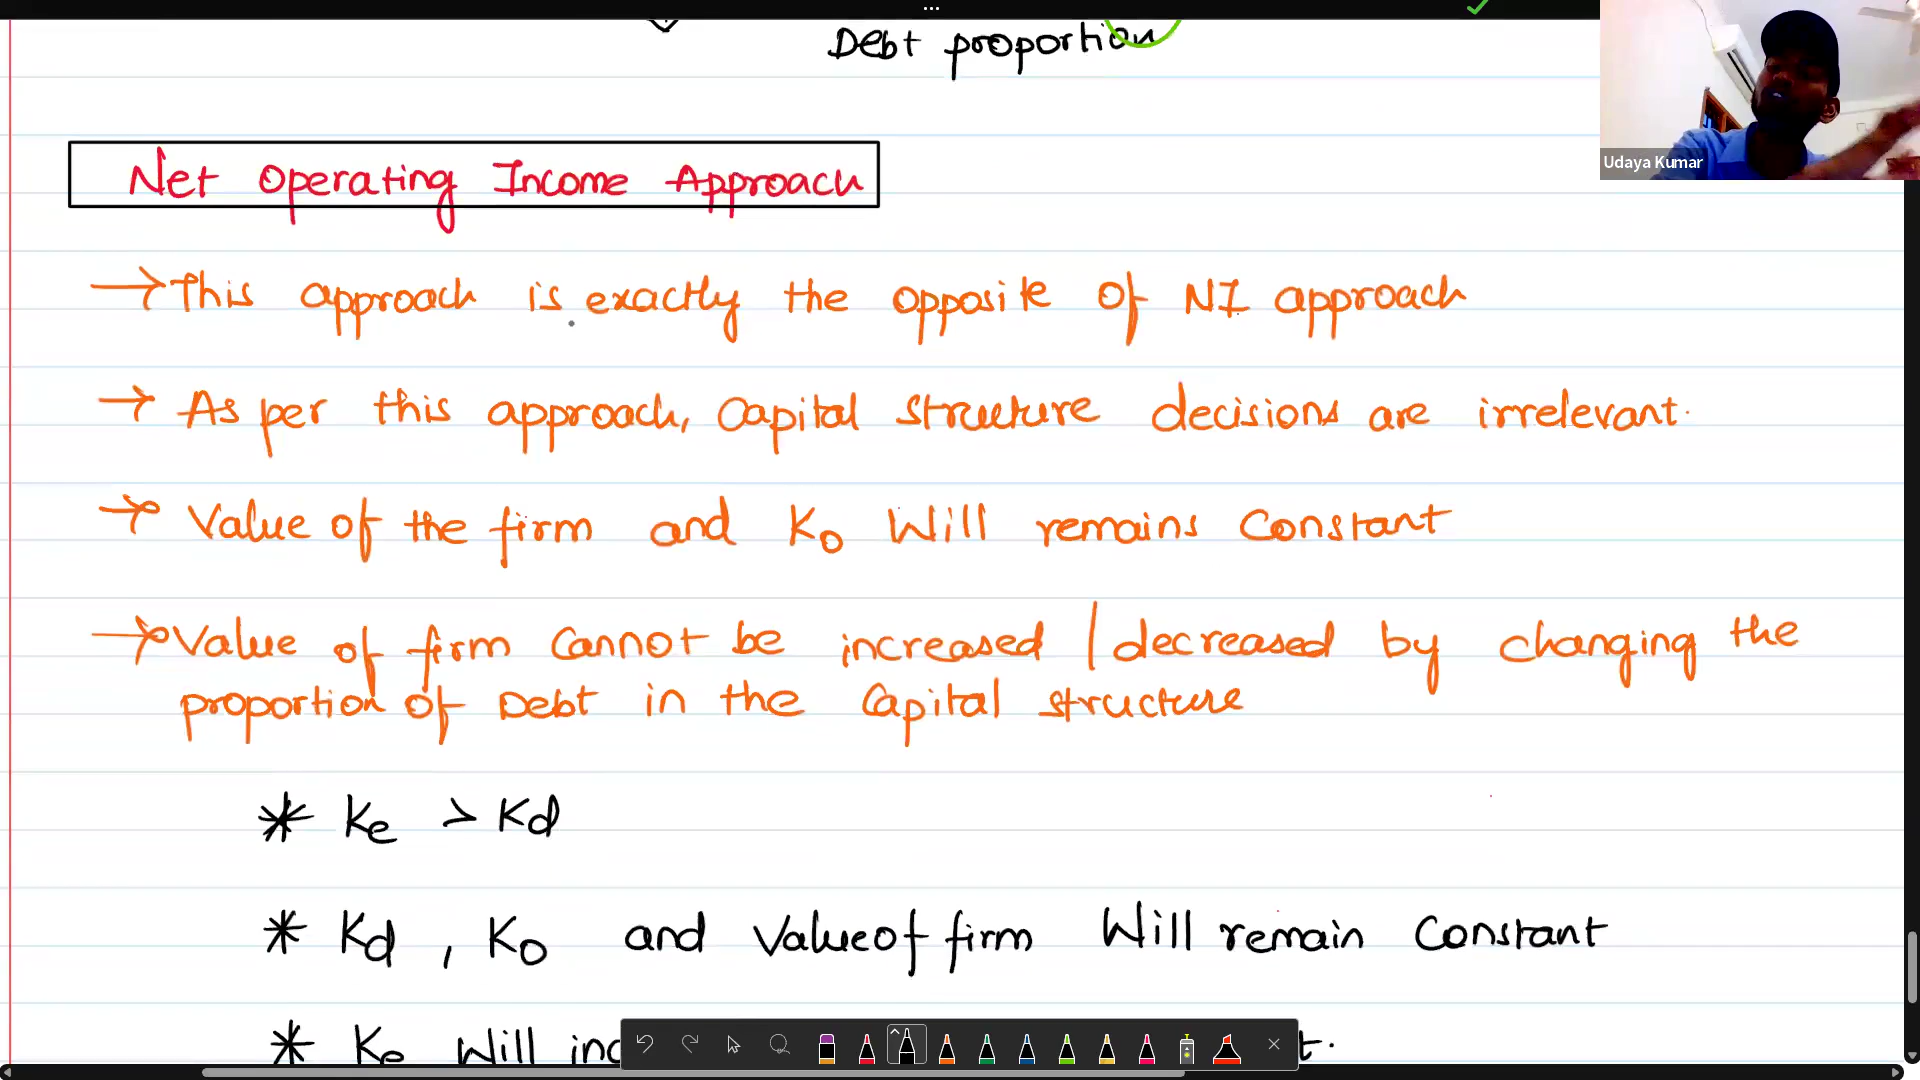 Debt proportion
Udaya Kumar
Net Operating Income Approach
→ This approach is exactly the opposite of NI approach
→ As per this approach, Capital structure decisions are irrelevant.
→ Value of the firm and Ko Will remains Constant
→ Value of firm Cannot be increased / decreased by changing the
proportion of Debt in the Capital structure
* Ke > Kd
* Kd , Ko and Value of firm Will remain Constant
* Ke Will